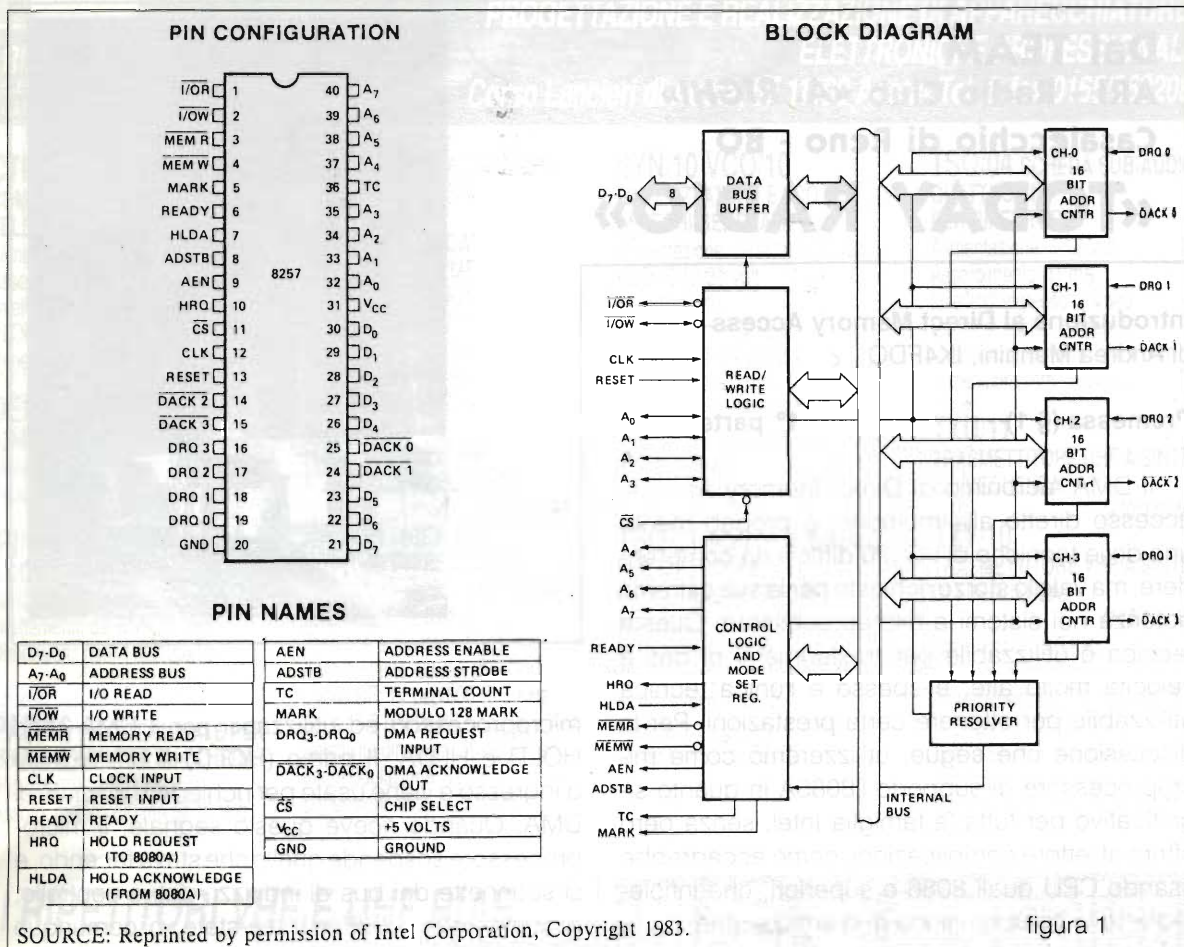 PIN CONFIGURATION
I/OR 1
I/OW 2
MEM R 3
MEM W 4
MARK 5
READY 6
HLDA 7
ADSTB 8
AEN 9
HRQ 10
CS 11
CLK 12
RESET 13
DACK 2 14
DACK 3 15
DRQ 3 16
DRQ 2 17
DRQ 1 18
DRQ 0 19
GND 20
8257
40 A7
39 A6
38 A5
37 A4
36 TC
35 A3
34 A2
33 A1
32 A0
31 VCC
30 D0
29 D1
28 D2
27 D3
26 D4
25 DACK 0
24 DACK 1
23 D5
22 D6
21 D7
PIN NAMES
D7-D0 DATA BUS
A7-A0 ADDRESS BUS
I/OR I/O READ
I/OW I/O WRITE
MEMR MEMORY READ
MEMW MEMORY WRITE
CLK CLOCK INPUT
RESET RESET INPUT
READY READY
HRQ HOLD REQUEST
(TO 8080A)
HLDA HOLD ACKNOWLEDGE
(FROM 8080A)
AEN ADDRESS ENABLE
ADSTB ADDRESS STROBE
TC TERMINAL COUNT
MARK MODULO 128 MARK
DRQ3-DRQ0 DMA REQUEST
INPUT
DACK3-DACK0 DMA ACKNOWLEDGE
OUT
CS CHIP SELECT
VCC +5 VOLTS
GND GROUND
BLOCK DIAGRAM
D7-D0
8
DATA
BUS
BUFFER
I/OR
I/OW
CLK
RESET
A0
A1
A2
A3
CS
READ/
WRITE
LOGIC
A4
A5
A6
A7
READY
HRQ
HLDA
MEMR
MEMW
AEN
ADSTB
TC
MARK
CONTROL
LOGIC
AND
MODE
SET
REG.
CH-0
16
BIT
ADDR
CNTR
DRQ 0
DACK 0
CH-1
16
BIT
ADDR
CNTR
DRQ 1
DACK 1
CH-2
16
BIT
ADDR
CNTR
DRQ 2
DACK 2
CH-3
16
BIT
ADDR
CNTR
DRQ 3
DACK 3
PRIORITY
RESOLVER
INTERNAL
BUS
SOURCE: Reprinted by permission of Intel Corporation, Copyright 1983.
figura 1